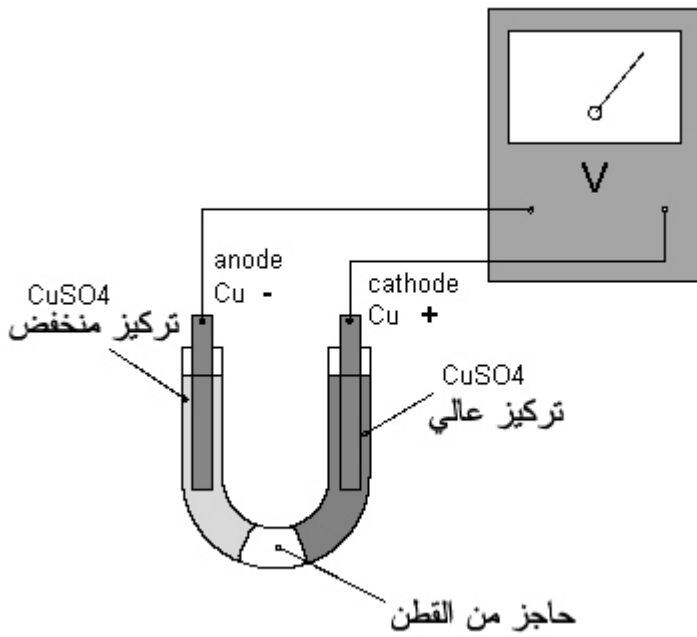 V
anode
Cu -
cathode
Cu +
CuSO4
تركيز منخفض
CuSO4
تركيز عالي
حاجز من القطن